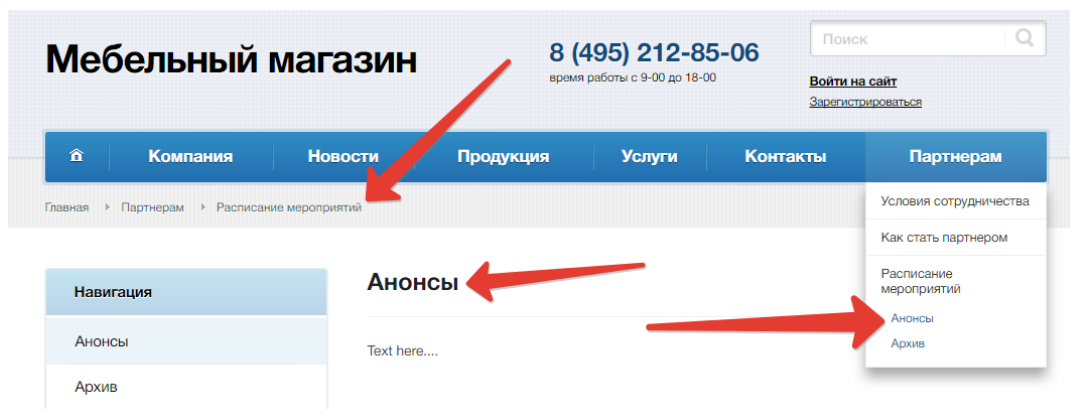 Мебельный магазин
8 (495) 212-85-06
время работы с 9-00 до 18-00
Поиск
Войти на сайт
Зарегистрироваться
Компания
Новости
Продукция
Услуги
Контакты
Партнерам
Главная
Партнерам
Расписание мероприятий
Условия сотрудничества
Как стать партнером
Расписание
мероприятий
Анонсы
Архив
Навигация
Анонсы
Архив
Анонсы
Text here....